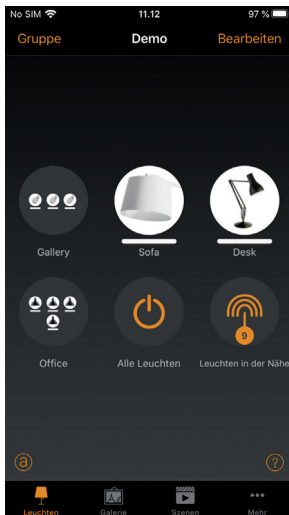 No SIM 11.12 97 %
Gruppe Demo Bearbeiten
Gallery Sofa Desk
9
Office Alle Leuchten Leuchten in der Nähe
a ?
Leuchten Galerie Szenen Mehr